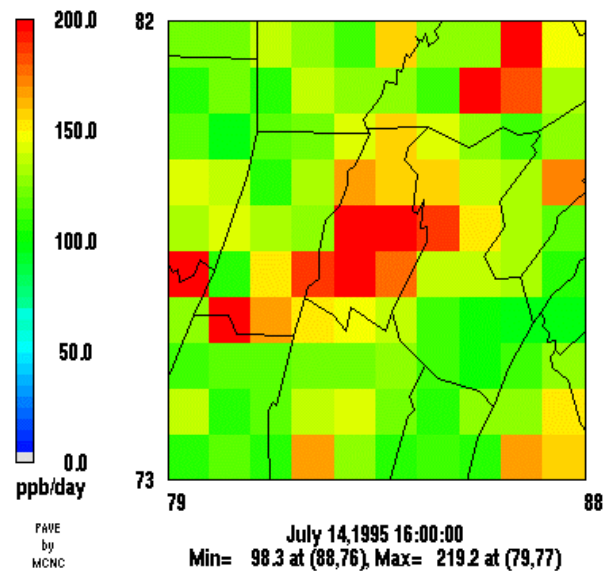 200.0
150.0
100.0
50.0
0.0
ppb/day
PAVE
by
MCNC
82
73
79
88
July 14,1995 16:00:00
Min= 98.3 at (88,76), Max= 219.2 at (79,77)